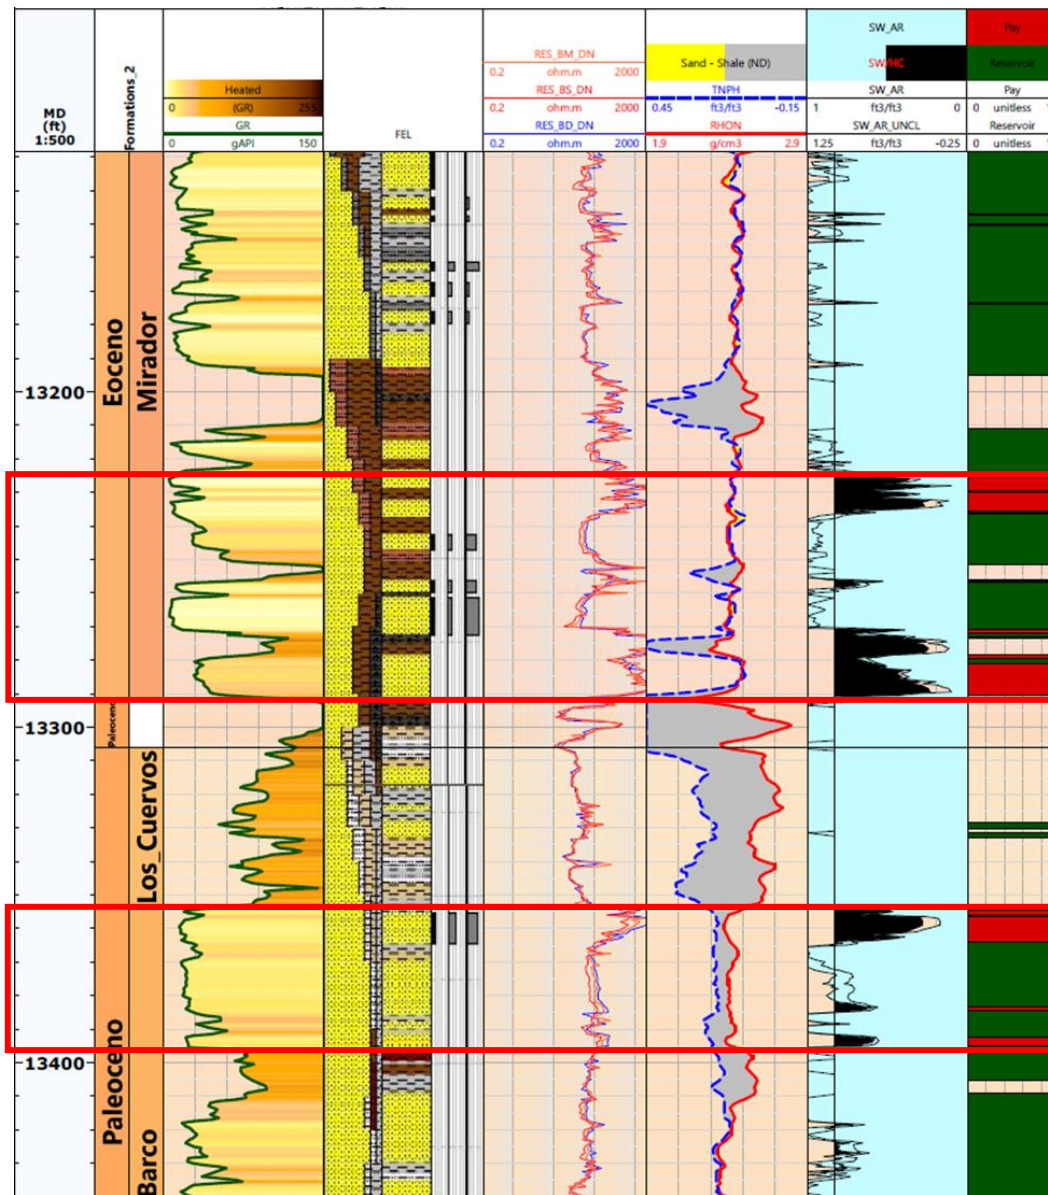 MD
(ft)
1:500
Formations_2
Heated
0 (GR) 255
GR
0 gAPI 150
FEL
RES_BM_DN
0.2 ohm.m 2000
RES_BS_DN
0.2 ohm.m 2000
RES_BD_DN
0.2 ohm.m 2000
Sand - Shale (ND)
TNPH
0.45 ft3/ft3 -0.15
RHON
1.9 g/cm3 2.9
SW_AR
SW/HC
SW_AR
1 ft3/ft3 0
SW_AR_UNCL
1.25 ft3/ft3 -0.25
Pay
Reservoir
Pay
0 unitless
Reservoir
0 unitless
Eoceno
Mirador
13200
13300
Paleoceno
Los_Cuervos
13400
Paleoceno
Barco